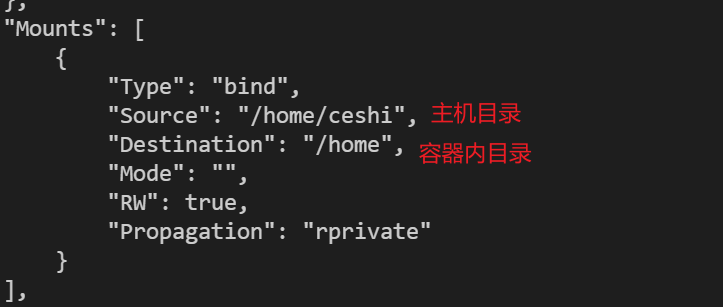 },
"Mounts": [
{
"Type": "bind",
"Source": "/home/ceshi", 主机目录
"Destination": "/home", 容器内目录
"Mode": "",
"RW": true,
"Propagation": "rprivate"
}
],